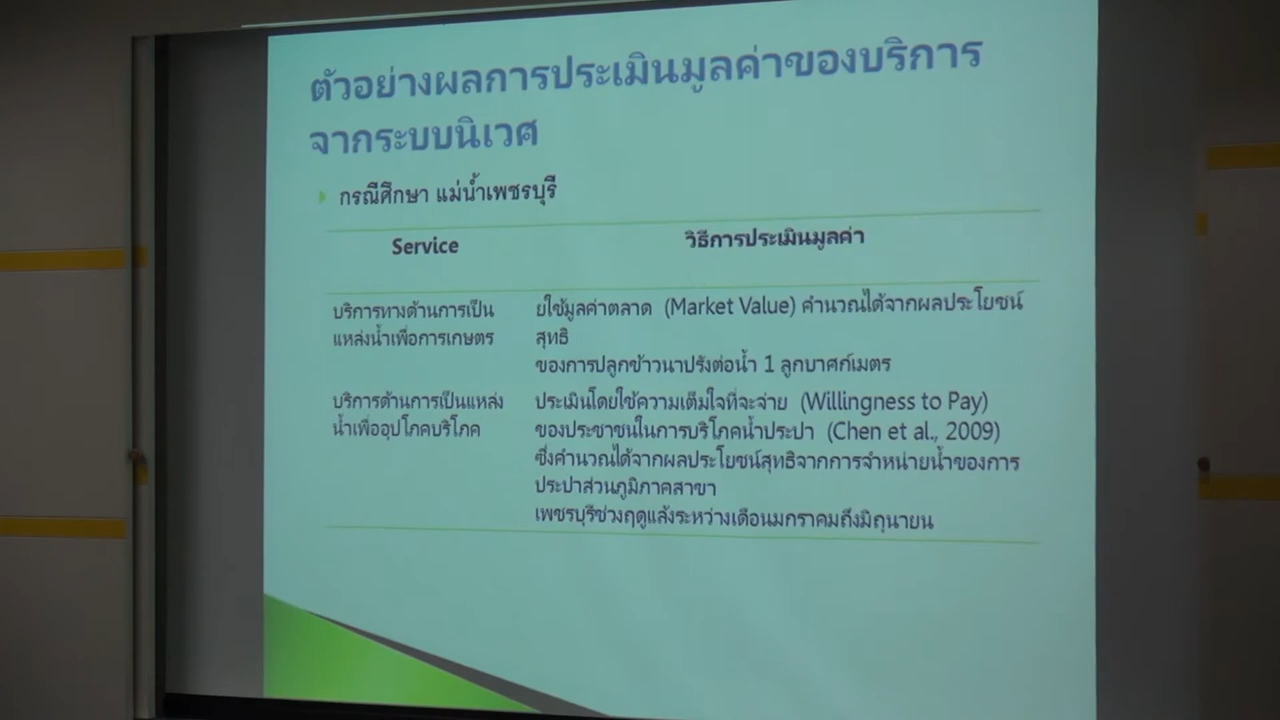 ตัวอย่างผลการประเมินมูลค่าของบริการ
จากระบบนิเวศ
กรณีศึกษา แม่น้ำเพชรบุรี
Service
วิธีการประเมินมูลค่า
บริการทางด้านการเป็น
แหล่งน้ำเพื่อการเกษตร
ยใช้มูลค่าตลาด (Market Value) คำนวณได้จากผลประโยชน์
สุทธิ
ของการปลูกข้าวนาปรังต่อน้ำ 1 ลูกบาศก์เมตร
บริการด้านการเป็นแหล่ง
น้ำเพื่ออุปโภคบริโภค
ประเมินโดยใช้ความเต็มใจที่จะจ่าย (Willingness to Pay)
ของประชาชนในการบริโภคน้ำประปา (Chen et al., 2009)
ซึ่งคำนวณได้จากผลประโยชน์สุทธิจากการจำหน่ายน้ำของการ
ประปาส่วนภูมิภาคสาขา
เพชรบุรีช่วงฤดูแล้งระหว่างเดือนมกราคมถึงมิถุนายน